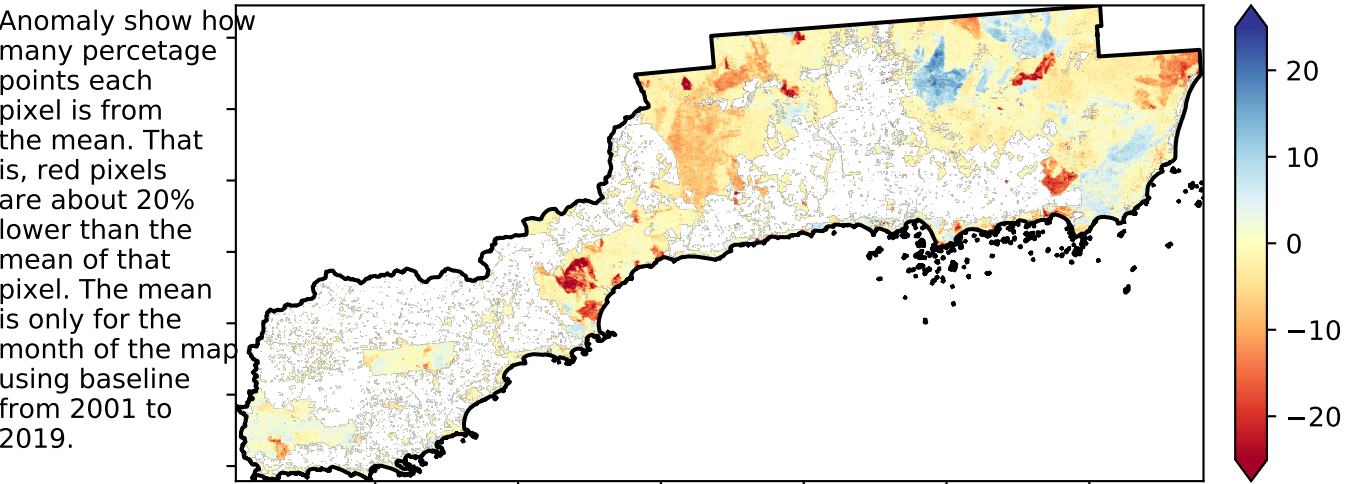 Anomaly show how
many percetage
points each
pixel is from
the mean. That
is, red pixels
are about 20%
lower than the
mean of that
pixel. The mean
is only for the
month of the map
using baseline
from 2001 to
2019.
20
10
0
−10
−20